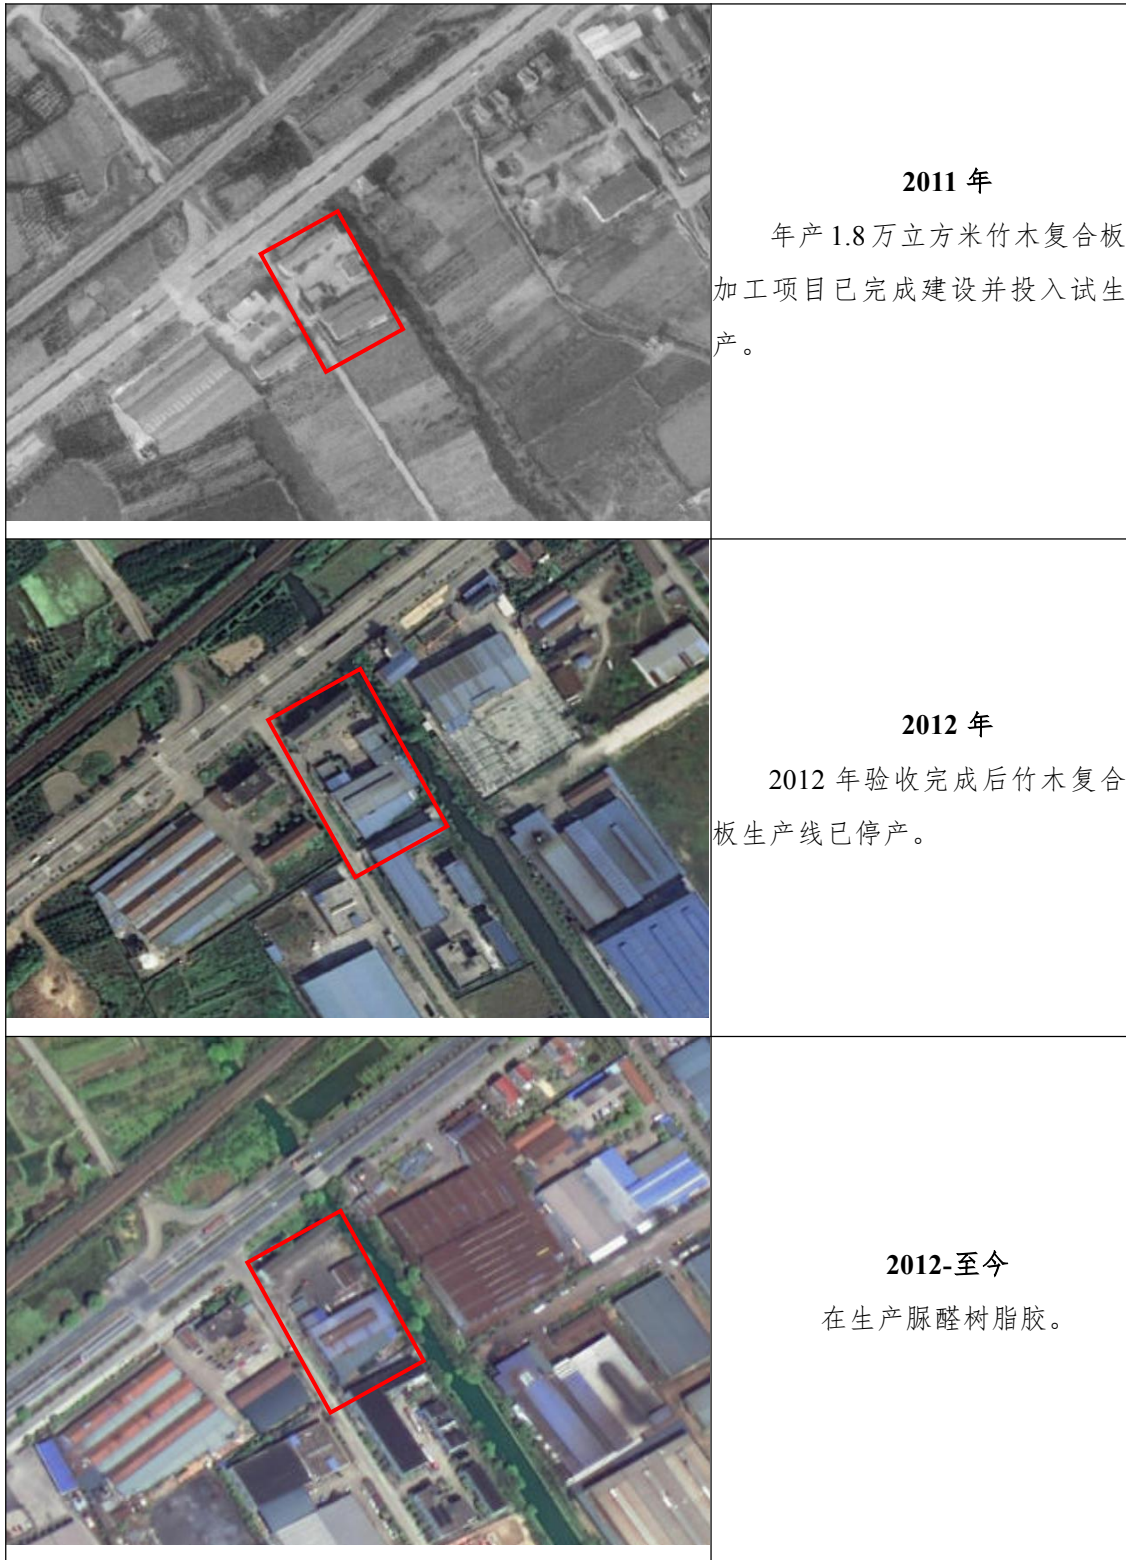 2011 年
年产 1.8 万立方米竹木复合板
加工项目已完成建设并投入试生
产。
2012 年
2012 年验收完成后竹木复合
板生产线已停产。
2012-至今
在生产脲醛树脂胶。